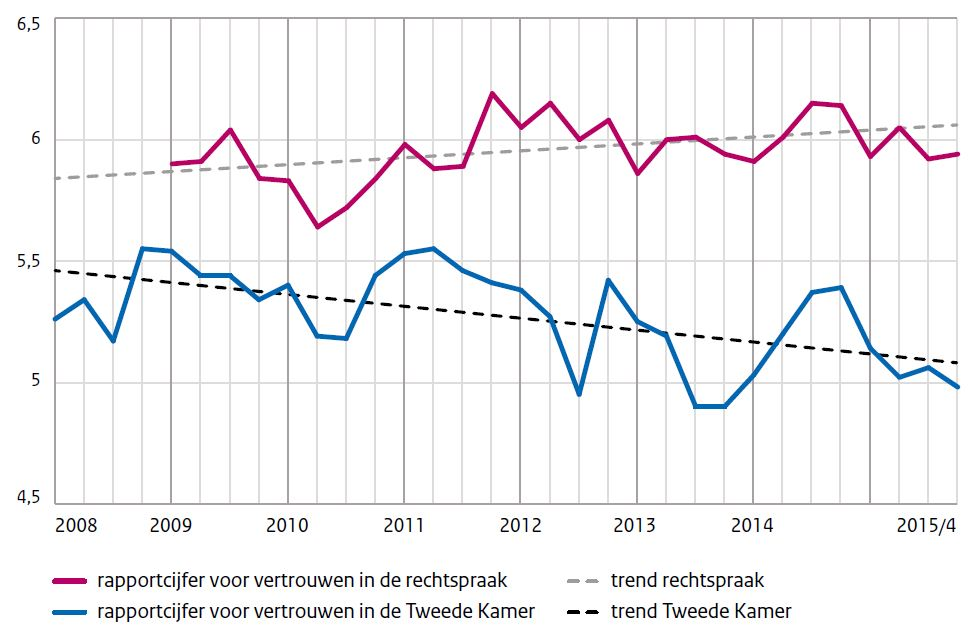 6,5
6
5,5
5
4,5
2008 2009 2010 2011 2012 2013 2014 2015/4
rapportcijfer voor vertrouwen in de rechtspraak trend rechtspraak
rapportcijfer voor vertrouwen in de Tweede Kamer trend Tweede Kamer